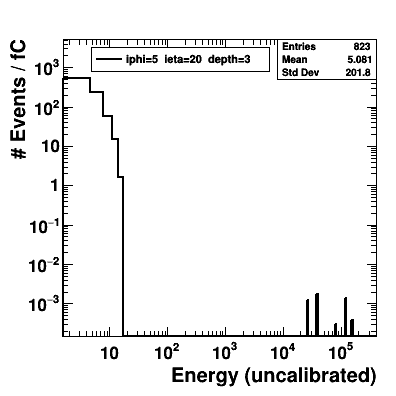 Entries 823
Mean 5.081
Std Dev 201.8
iphi=5 ieta=20 depth=3
# Events / fC
10³
10²
10
1
10⁻¹
10⁻²
10⁻³
10 10² 10³ 10⁴ 10⁵
Energy (uncalibrated)